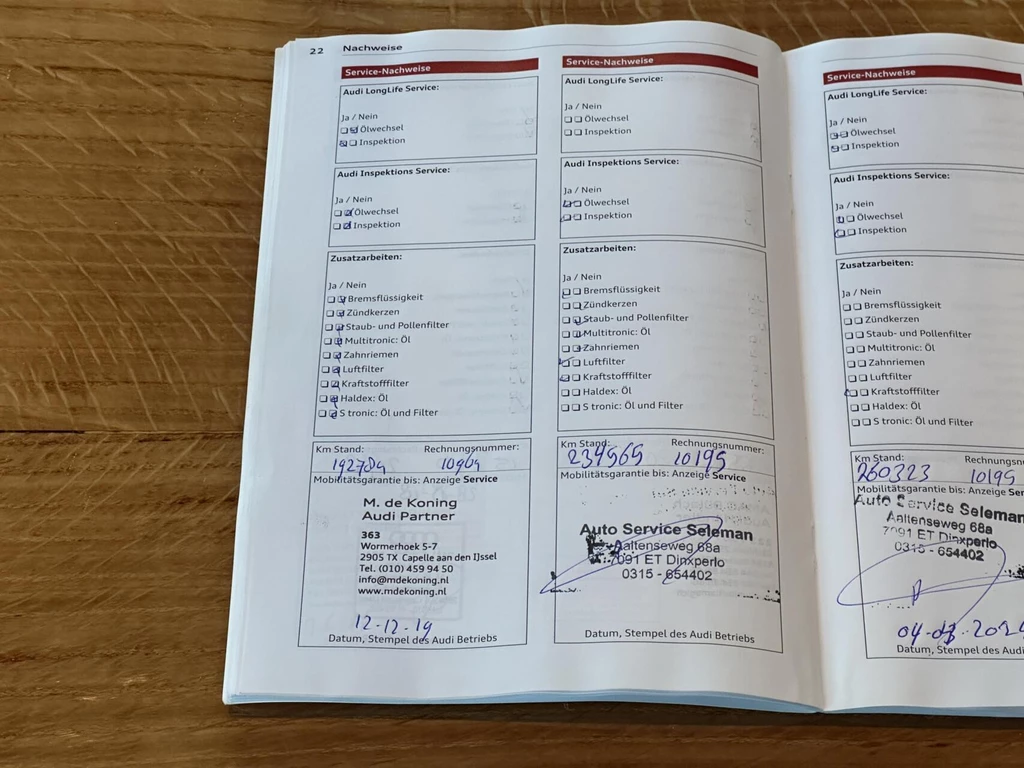 22 Nachweise
Service-Nachweise
Audi LongLife Service:
Ja / Nein
Ölwechsel
Inspektion
Audi Inspektions Service:
Ja / Nein
Ölwechsel
Inspektion
Zusatzarbeiten:
Ja / Nein
Bremsflüssigkeit
Zündkerzen
Staub- und Pollenfilter
Multitronic: Öl
Zahnriemen
Luftfilter
Kraftstofffilter
Haldex: Öl
S tronic: Öl und Filter
Km Stand: Rechnungsnummer:
192784 10969
Mobilitätsgarantie bis: Anzeige Service
M. de Koning
Audi Partner
363
Wormerhoek 5-7
2905 TX Capelle aan den IJssel
Tel. (010) 459 94 50
info@mdekoning.nl
www.mdekoning.nl
12-12-19
Datum, Stempel des Audi Betriebs
Service-Nachweise
Audi LongLife Service:
Ja / Nein
Ölwechsel
Inspektion
Audi Inspektions Service:
Ja / Nein
Ölwechsel
Inspektion
Zusatzarbeiten:
Ja / Nein
Bremsflüssigkeit
Zündkerzen
Staub- und Pollenfilter
Multitronic: Öl
Zahnriemen
Luftfilter
Kraftstofffilter
Haldex: Öl
S tronic: Öl und Filter
Km Stand: Rechnungsnummer:
234565 10195
Mobilitätsgarantie bis: Anzeige Service
Auto Service Seleman
Aaltenseweg 68a
7091 ET Dinxperlo
0315 - 654402
Datum, Stempel des Audi Betriebs
Service-Nachweise
Audi LongLife Service:
Ja / Nein
Ölwechsel
Inspektion
Audi Inspektions Service:
Ja / Nein
Ölwechsel
Inspektion
Zusatzarbeiten:
Ja / Nein
Bremsflüssigkeit
Zündkerzen
Staub- und Pollenfilter
Multitronic: Öl
Zahnriemen
Luftfilter
Kraftstofffilter
Haldex: Öl
S tronic: Öl und Filter
Km Stand: Rechnungsn
260323 10195
Mobilitätsgarantie bis: Anzeige Ser
Auto Service Seleman
Aaltenseweg 68a
7091 ET Dinxperlo
0315 - 654402
Datum, Stempel des Audi